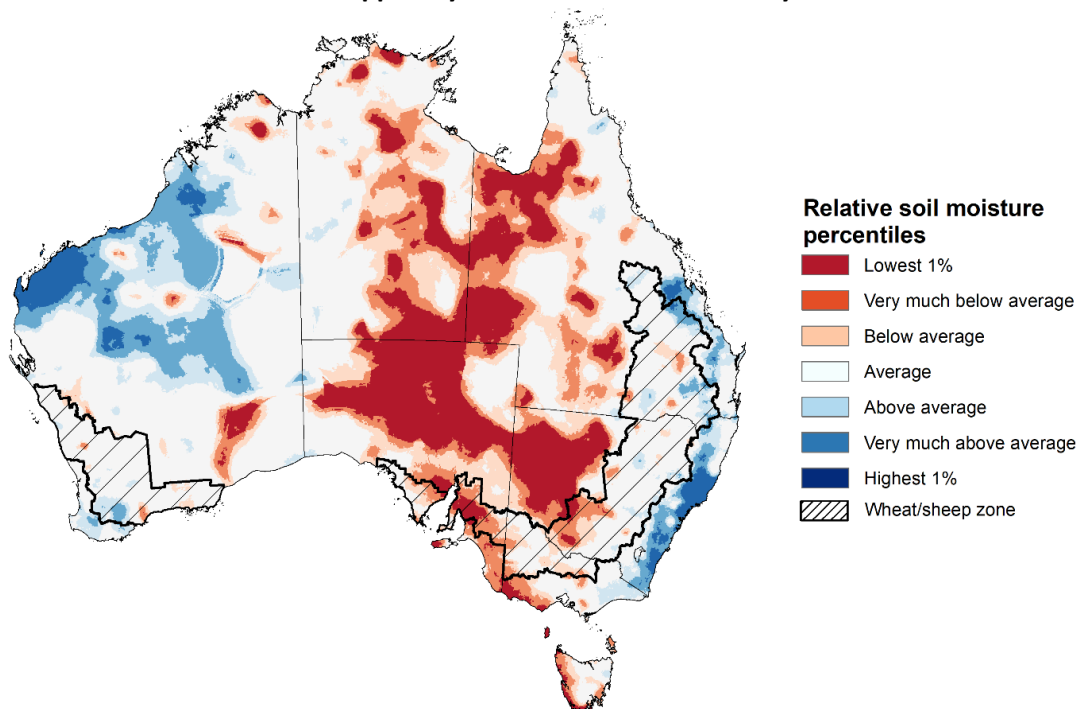 Relative soil moisture
percentiles
Lowest 1%
Very much below average
Below average
Average
Above average
Very much above average
Highest 1%
Wheat/sheep zone